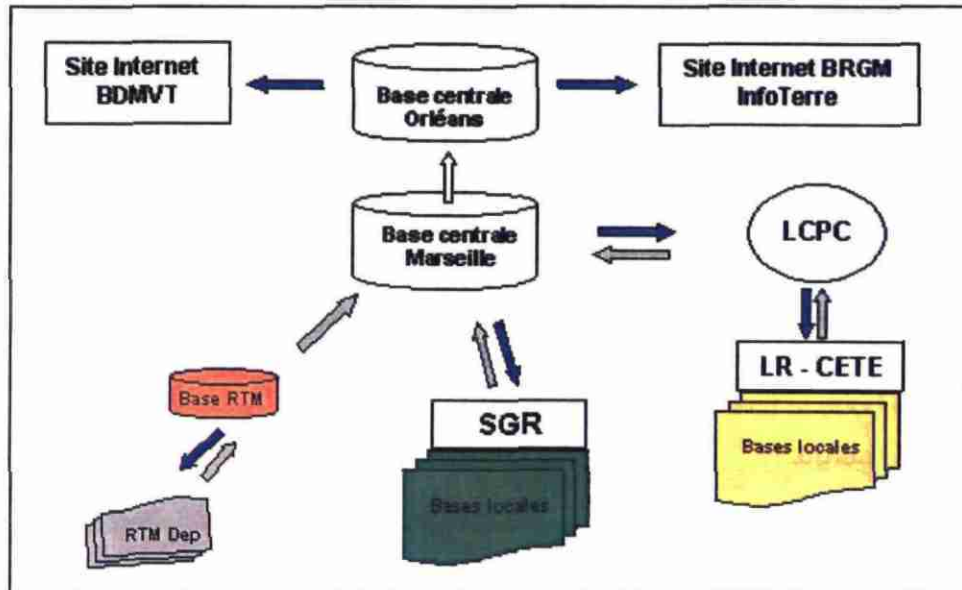 Site Internet
BDMVT
Base centrale
Orléans
Site Internet BRGM
InfoTerre
Base centrale
Marseille
LCPC
LR - CETE
Bases locales
Base RTM
SGR
Bases locales
RTM Dep